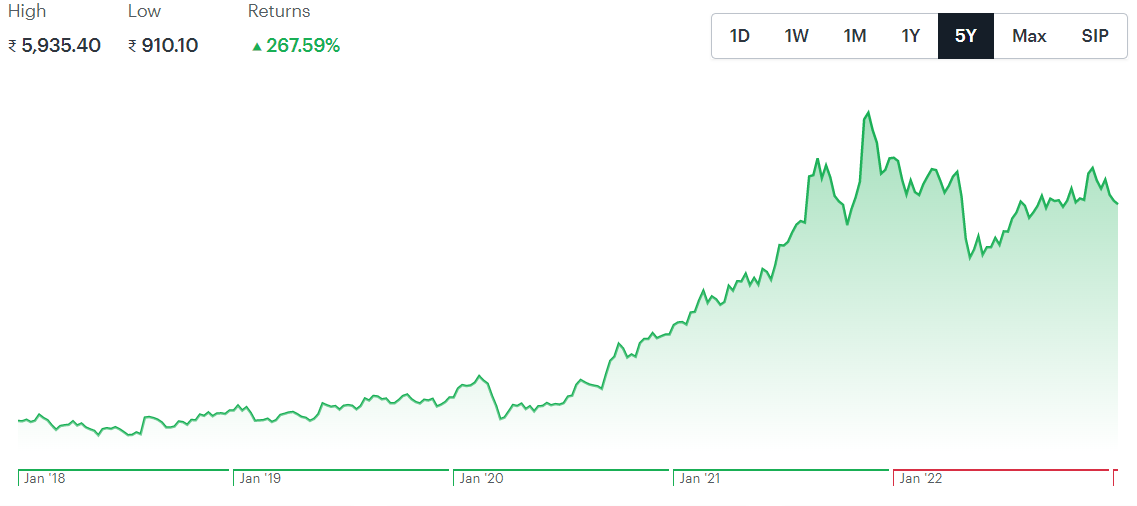 High Low Returns
₹ 5,935.40 ₹ 910.10 ▲ 267.59%
1D 1W 1M 1Y 5Y Max SIP
Jan '18 Jan '19 Jan '20 Jan '21 Jan '22